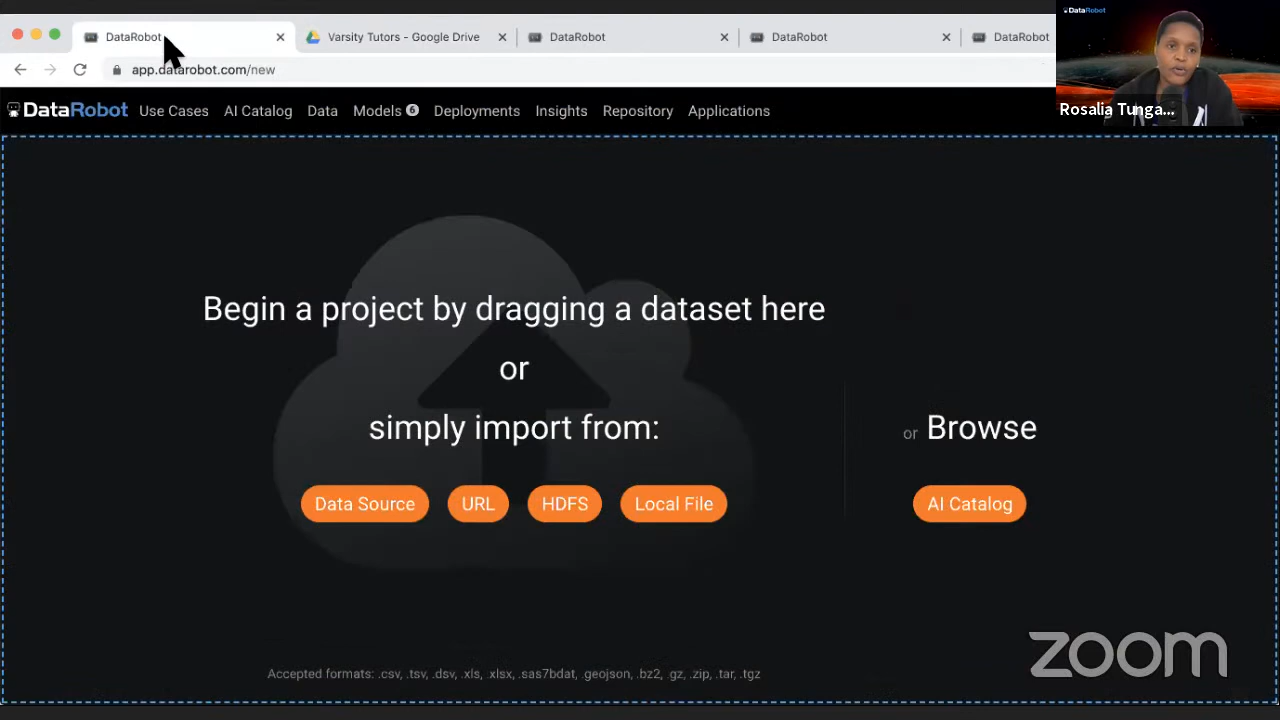 DataRobot
Varsity Tutors - Google Drive
DataRobot
DataRobot
DataRobot
app.datarobot.com/new
DataRobot
Use Cases
AI Catalog
Data
Models 6
Deployments
Insights
Repository
Applications
DataRobot
Rosalia Tunga...
Begin a project by dragging a dataset here
or
simply import from:
or Browse
Data Source
URL
HDFS
Local File
AI Catalog
zoom
Accepted formats: .csv, .tsv, .dsv, .xls, .xlsx, .sas7bdat, .geojson, .bz2, .gz, .zip, .tar, .tgz